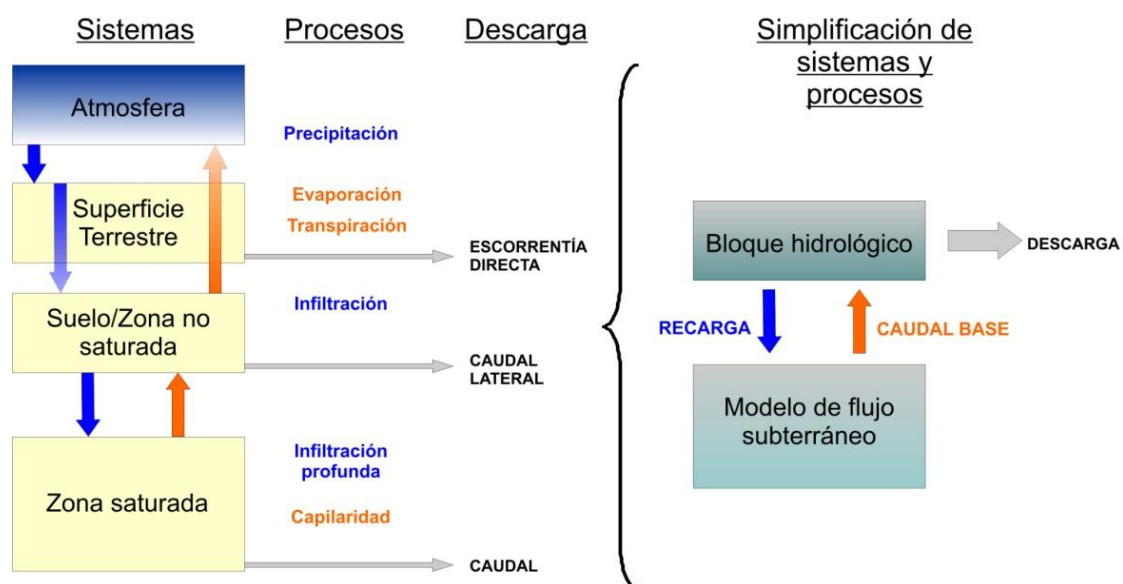 Sistemas
Procesos
Descarga
Simplificación de
sistemas y
procesos
Atmosfera
Precipitación
Evaporación
Transpiración
Superficie
Terrestre
ESCORRENTÍA
DIRECTA
Suelo/Zona no
saturada
Infiltración
CAUDAL
LATERAL
Zona saturada
Infiltración
profunda
Capilaridad
CAUDAL
Bloque hidrológico
DESCARGA
RECARGA
CAUDAL BASE
Modelo de flujo
subterráneo